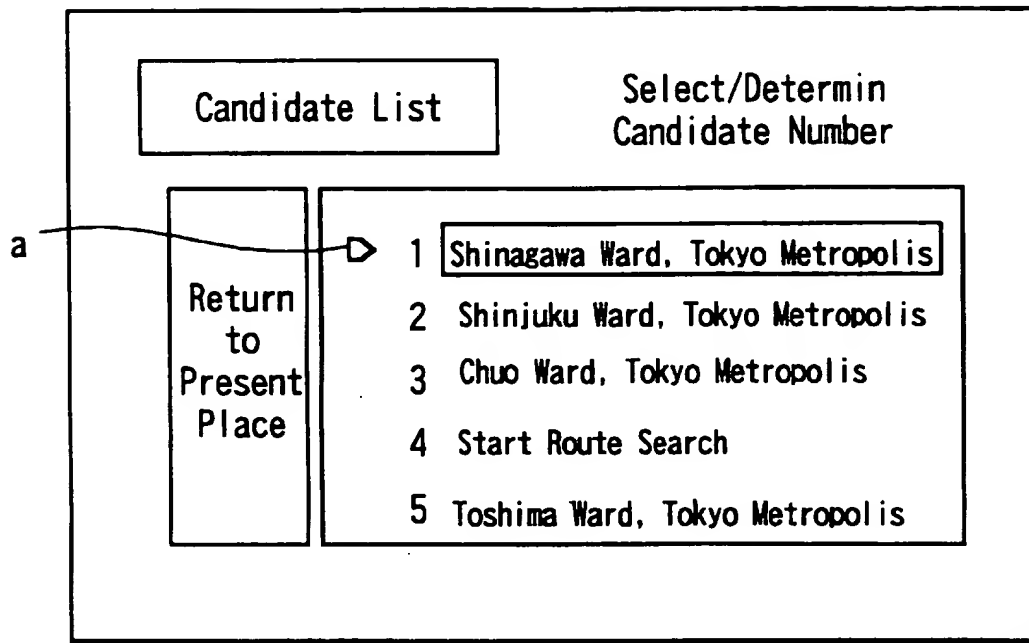 Candidate List
Select/Determin
Candidate Number
a
Return
to
Present
Place
1 Shinagawa Ward, Tokyo Metropolis
2 Shinjuku Ward, Tokyo Metropolis
3 Chuo Ward, Tokyo Metropolis
4 Start Route Search
5 Toshima Ward, Tokyo Metropolis